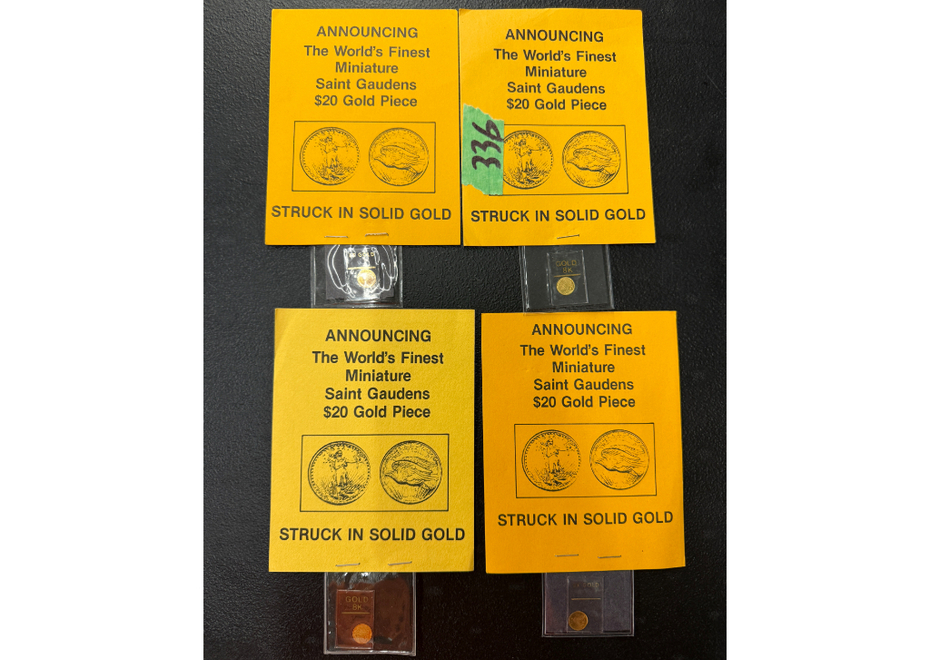 ANNOUNCING
The World's Finest
Miniature
Saint Gaudens
$20 Gold Piece
STRUCK IN SOLID GOLD
GOLD
ANNOUNCING
The World's Finest
Miniature
Saint Gaudens
$20 Gold Piece
336
STRUCK IN SOLID GOLD
GOLD
8K
ANNOUNCING
The World's Finest
Miniature
Saint Gaudens
$20 Gold Piece
STRUCK IN SOLID GOLD
GOLD
8K
ANNOUNCING
The World's Finest
Miniature
Saint Gaudens
$20 Gold Piece
STRUCK IN SOLID GOLD